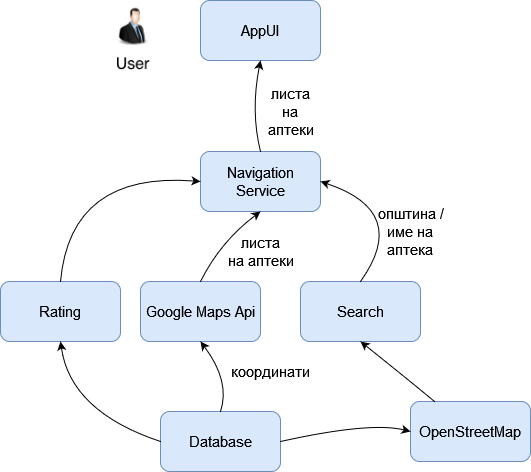 AppUI
User
листа
на
аптеки
Navigation
Service
општина /
име на
аптека
листа
на аптеки
Rating
Google Maps Api
Search
координати
Database
OpenStreetMap